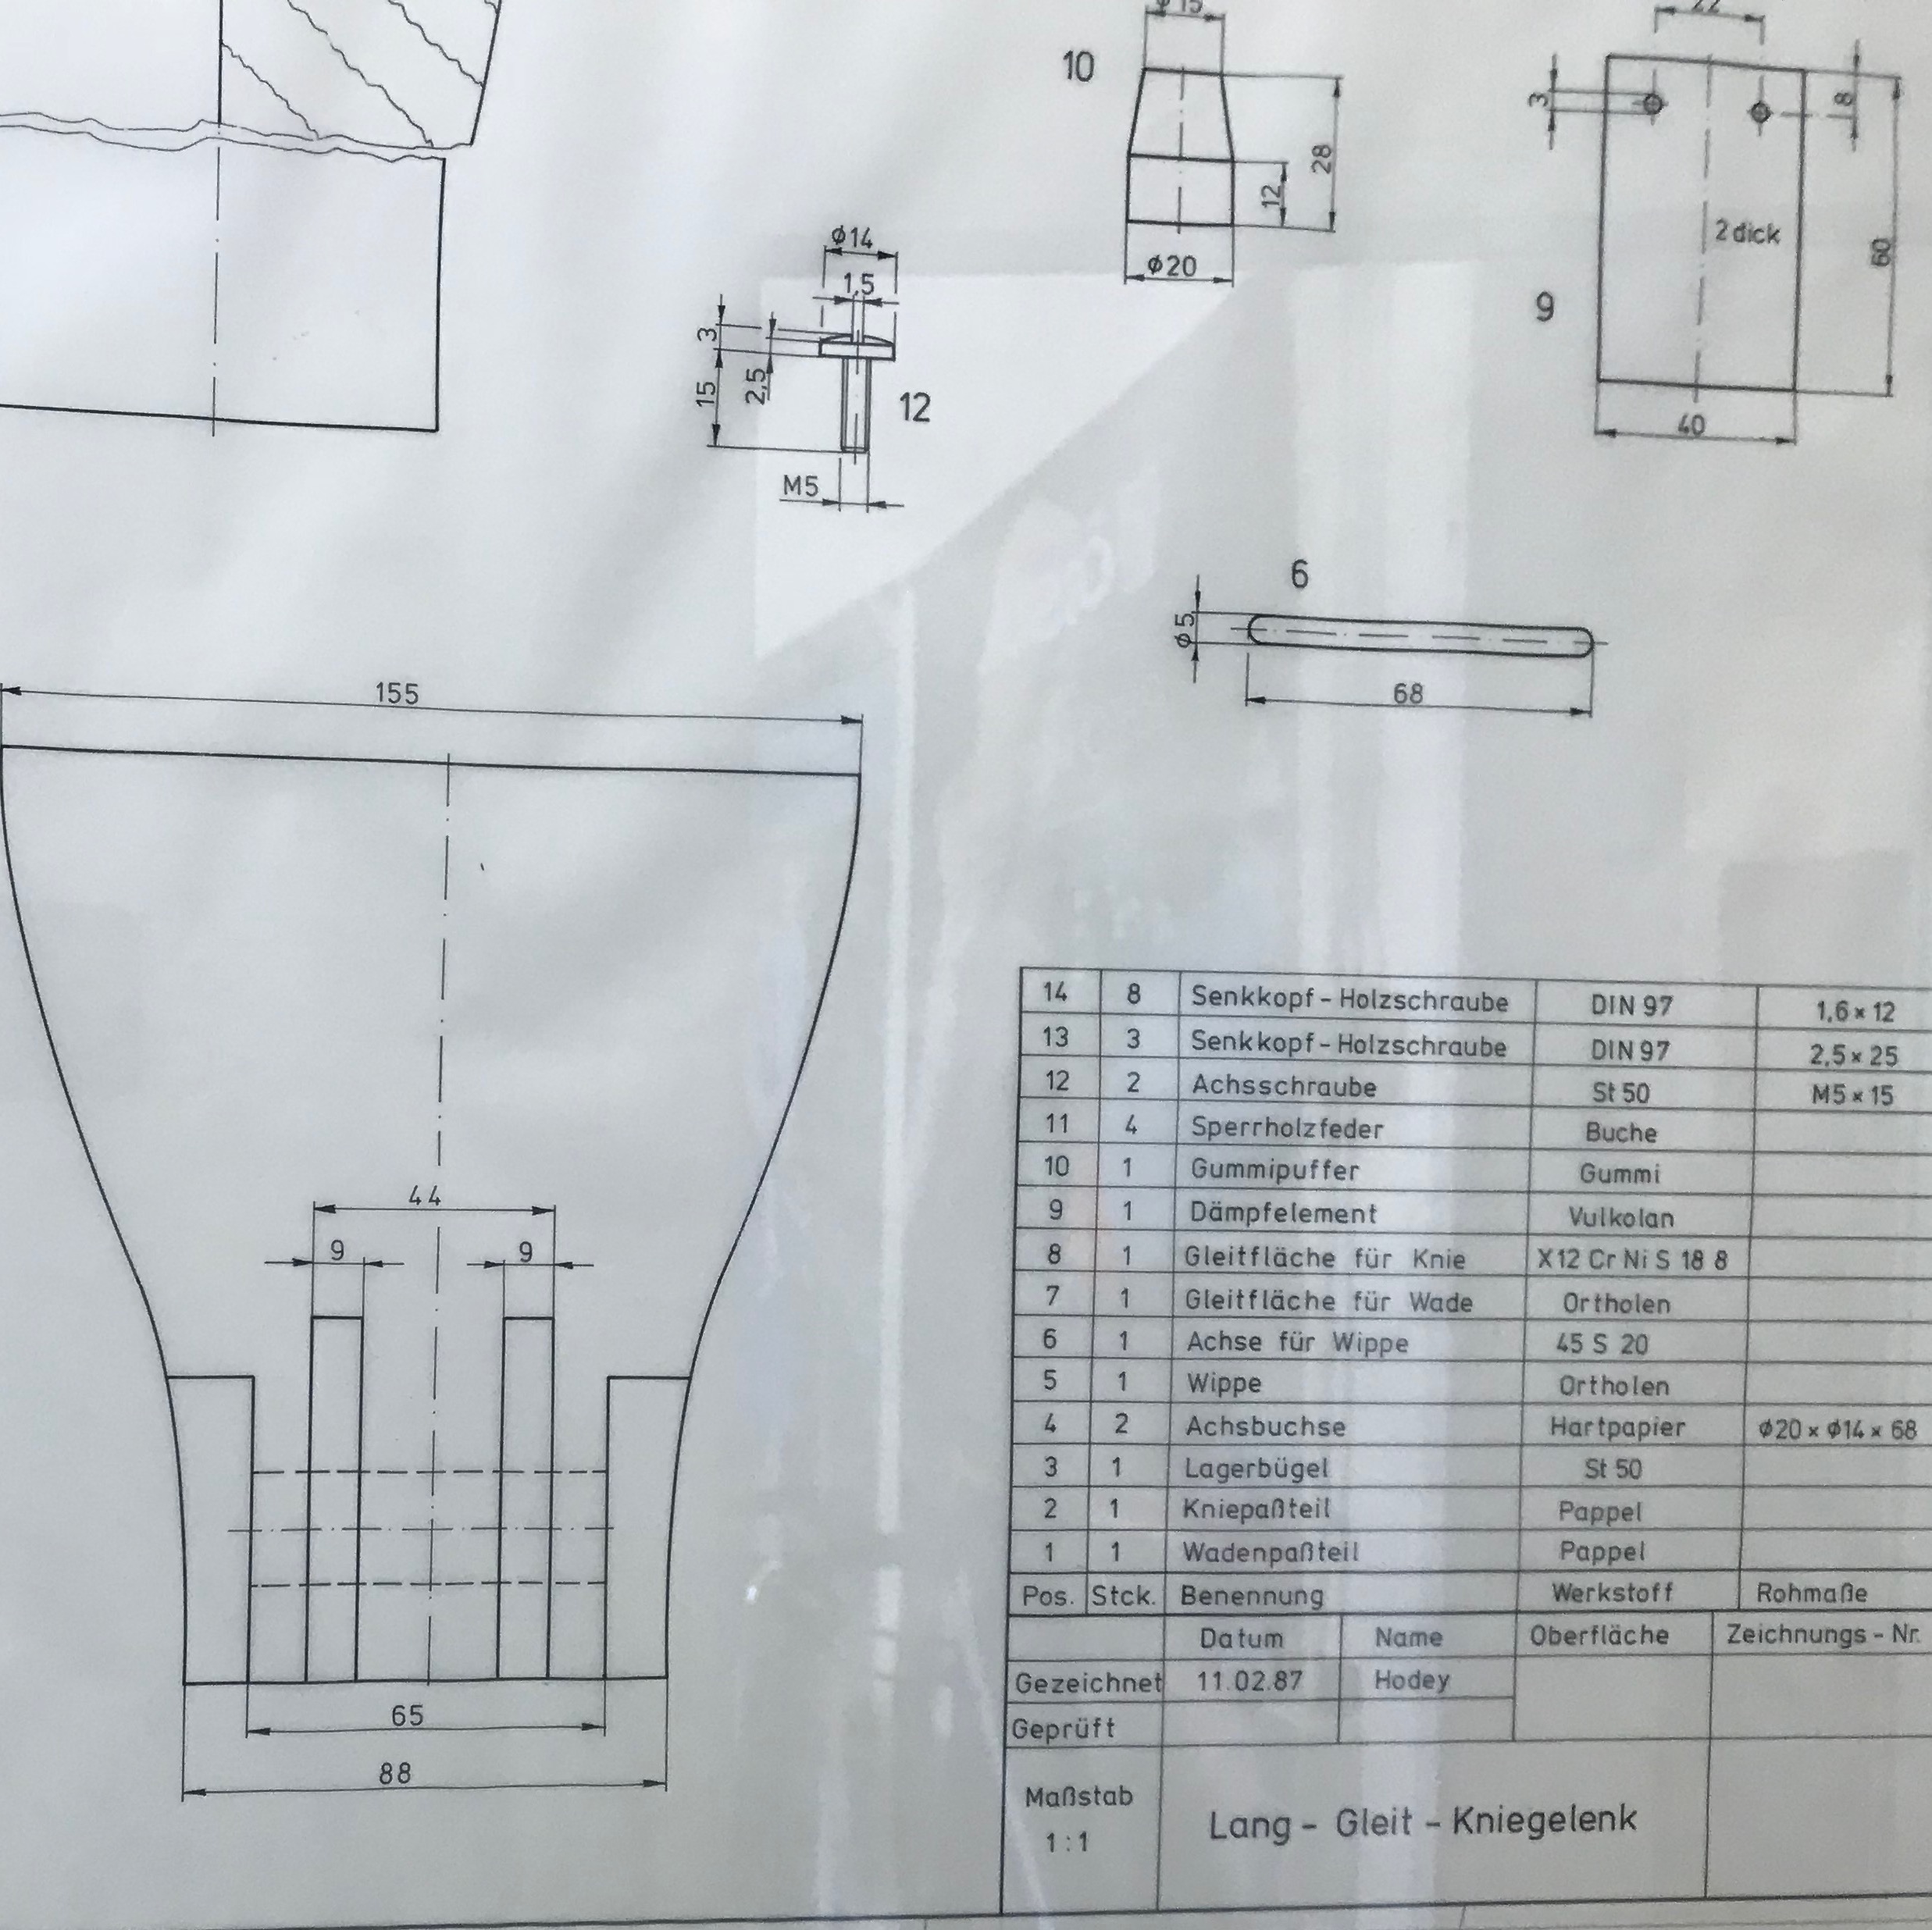 ⌀15
10
28
12
⌀20
22
3
8
2 dick
60
9
40
⌀14
1,5
3
2,5
15
12
M5
6
⌀5
68
155
44
9
9
65
88
14 8 Senkkopf - Holzschraube DIN 97 1,6 × 12
13 3 Senkkopf - Holzschraube DIN 97 2,5 × 25
12 2 Achsschraube St 50 M5 × 15
11 4 Sperrholzfeder Buche
10 1 Gummipuffer Gummi
9 1 Dämpfelement Vulkolan
8 1 Gleitfläche für Knie X12 Cr Ni S 18 8
7 1 Gleitfläche für Wade Ortholen
6 1 Achse für Wippe 45 S 20
5 1 Wippe Ortholen
4 2 Achsbuchse Hartpapier ⌀20 × ⌀14 × 68
3 1 Lagerbügel St 50
2 1 Kniepaßteil Pappel
1 1 Wadenpaßteil Pappel
Pos. Stck. Benennung Werkstoff Rohmaße
Datum Name Oberfläche Zeichnungs - Nr.
Gezeichnet 11.02.87 Hodey
Geprüft
Maßstab
1 : 1
Lang - Gleit - Kniegelenk